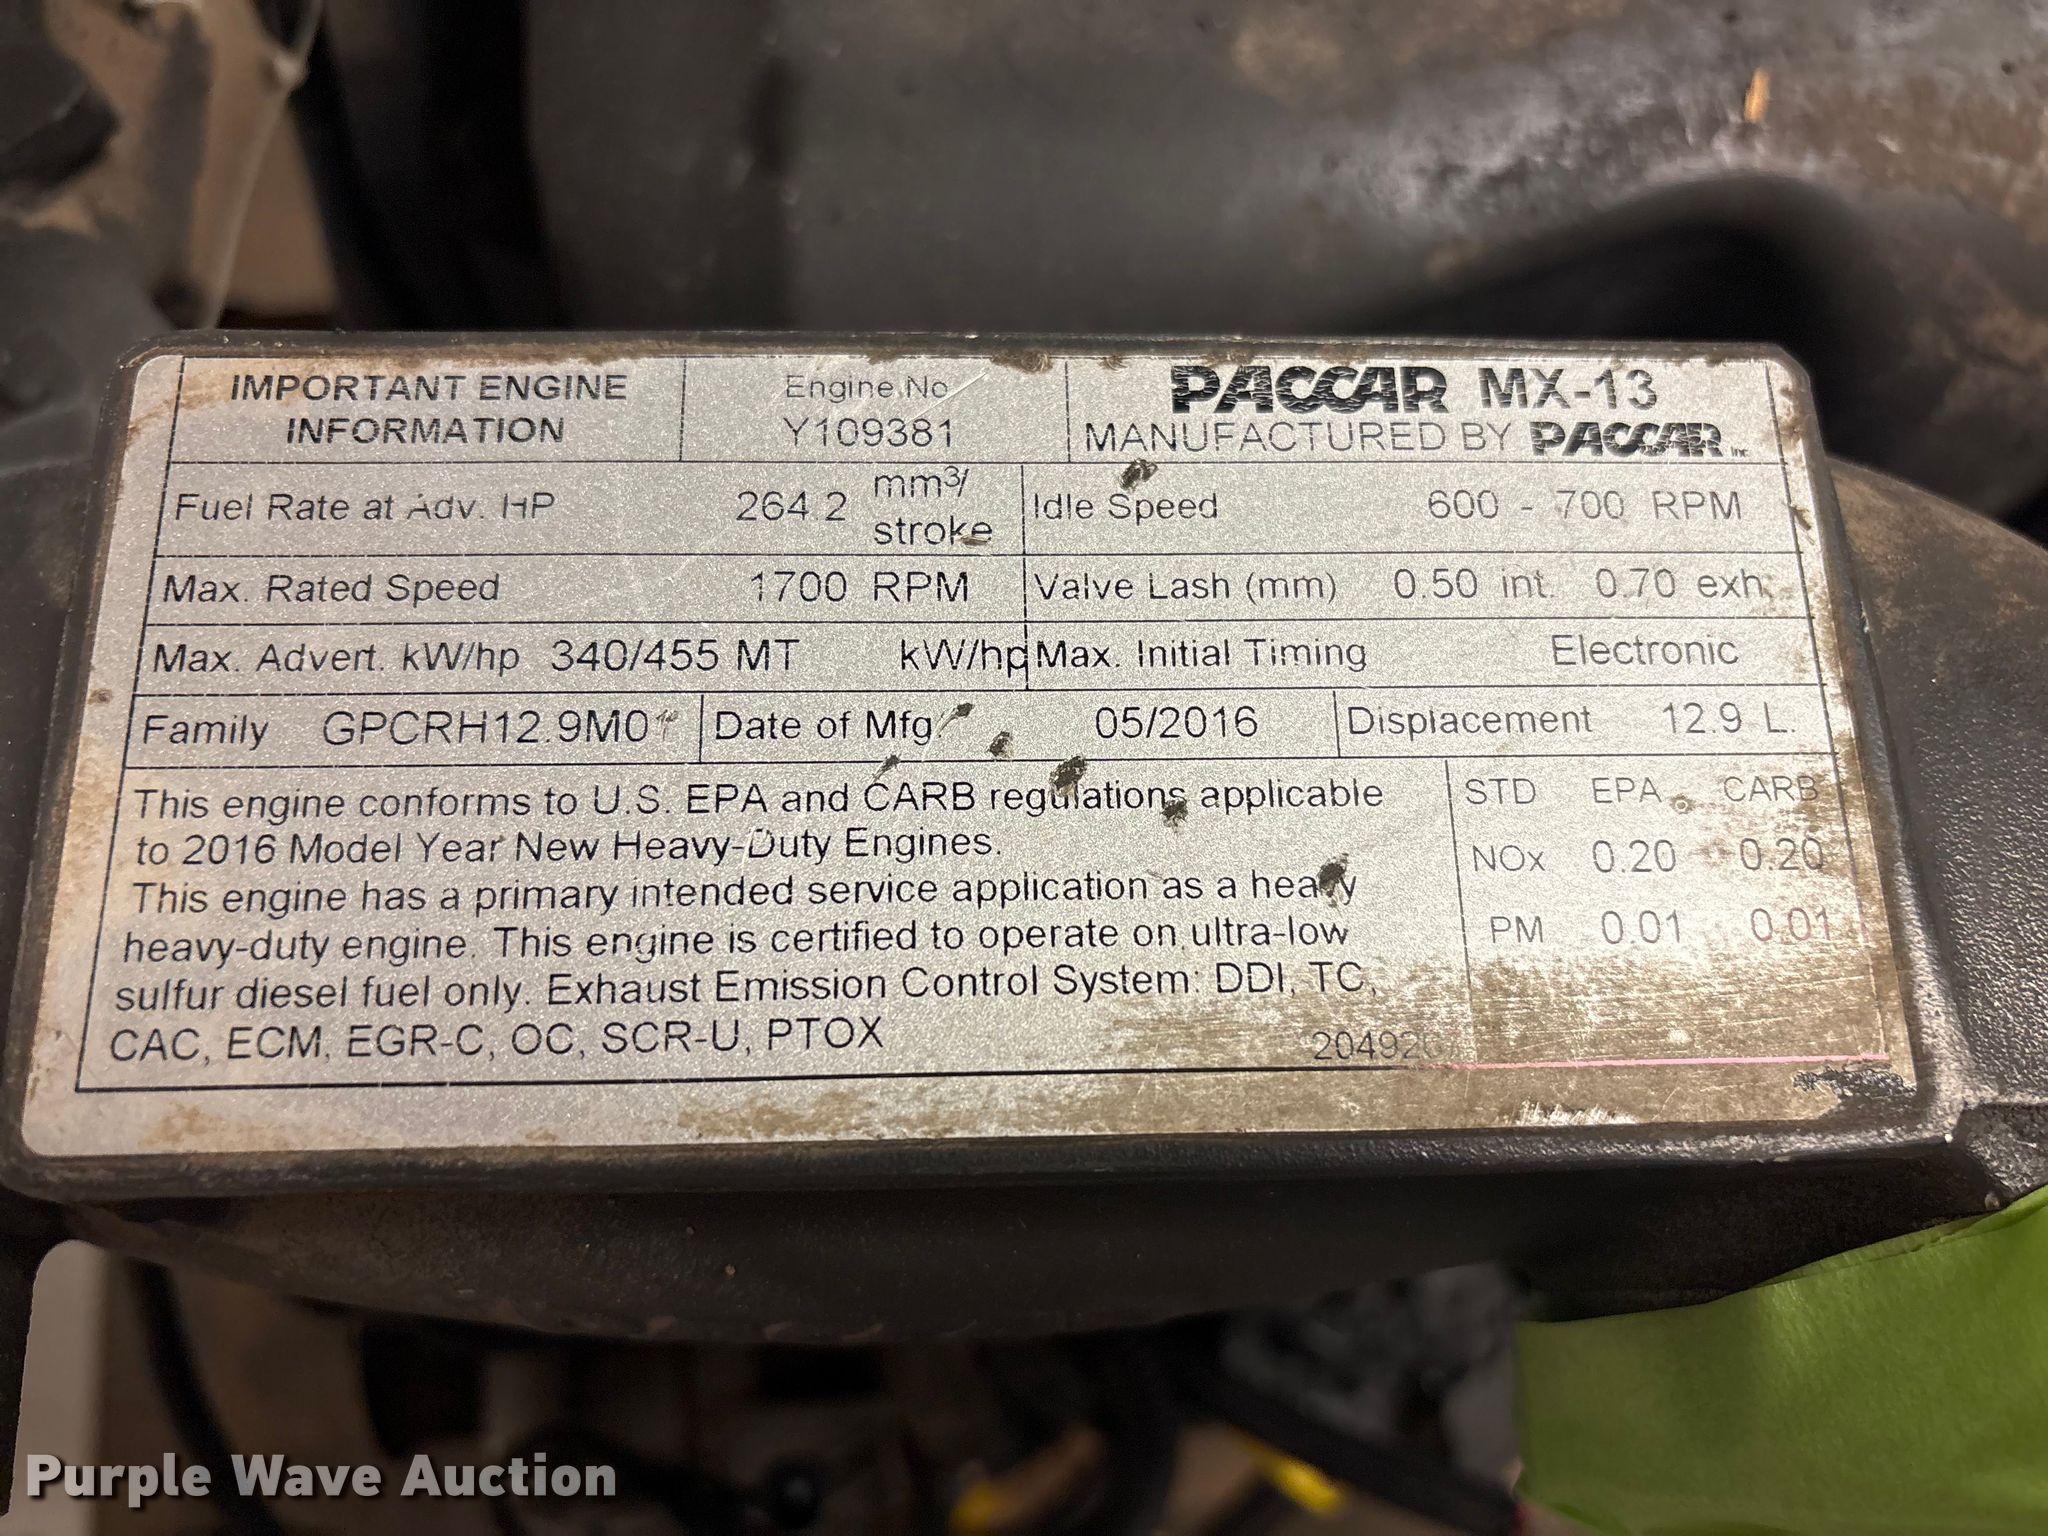 IMPORTANT ENGINE INFORMATION
Engine No
Y109381
PACCAR MX-13
MANUFACTURED BY PACCAR Inc
Fuel Rate at Adv. HP 264.2 mm³/stroke
Idle Speed 600 - 700 RPM
Max. Rated Speed 1700 RPM
Valve Lash (mm) 0.50 int. 0.70 exh.
Max. Advert. kW/hp 340/455 MT kW/hp
Max. Initial Timing Electronic
Family
Date of Mfg. 05/2016
Displacement 12.9 L.
This engine conforms to U.S. EPA and CARB regulations applicable
to 2016 Model Year New Heavy-Duty Engines.
This engine has a primary intended service application as a heavy
heavy-duty engine. This engine is certified to operate on ultra-low
sulfur diesel fuel only. Exhaust Emission Control System: DDI, TC,
CAC, ECM, EGR-C, OC, SCR-U, PTOX
STD EPA CARB
NOx 0.20 0.20
PM 0.01 0.01
Purple Wave Auction